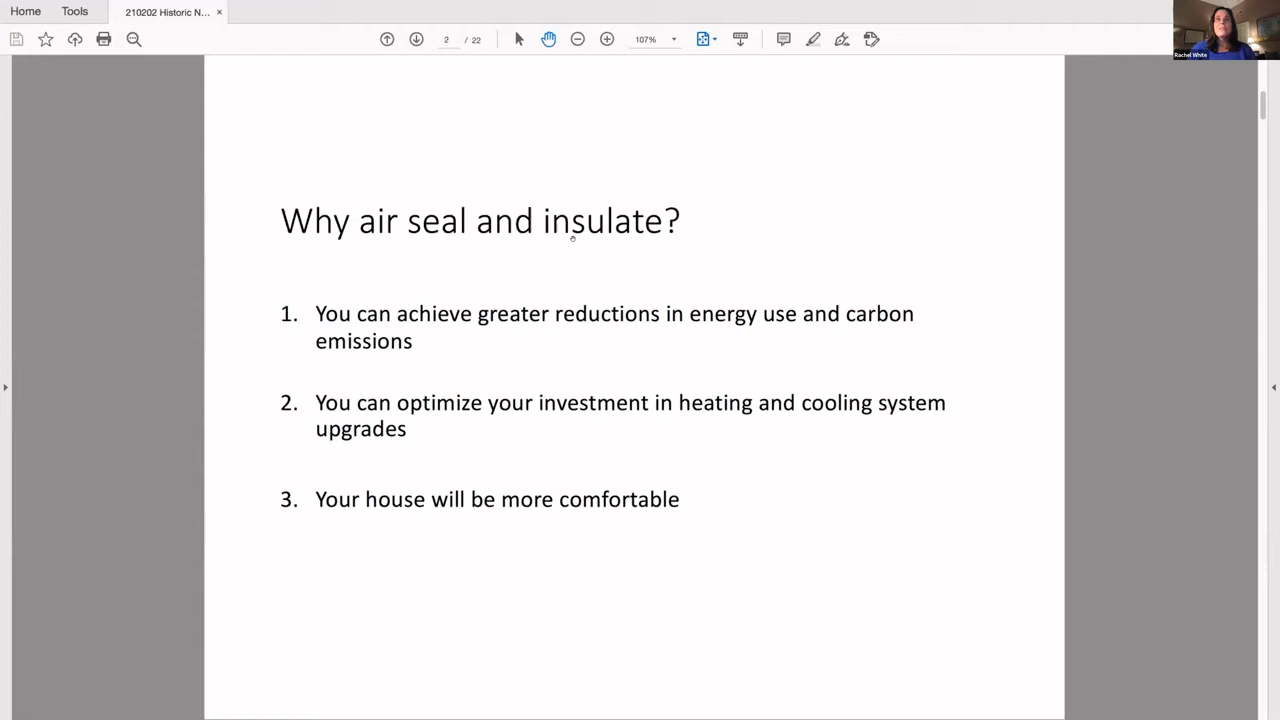 Home Tools 210202 Historic N... ×
2 / 22 107%
Rachel White
Why air seal and insulate?
1. You can achieve greater reductions in energy use and carbon
emissions
2. You can optimize your investment in heating and cooling system
upgrades
3. Your house will be more comfortable